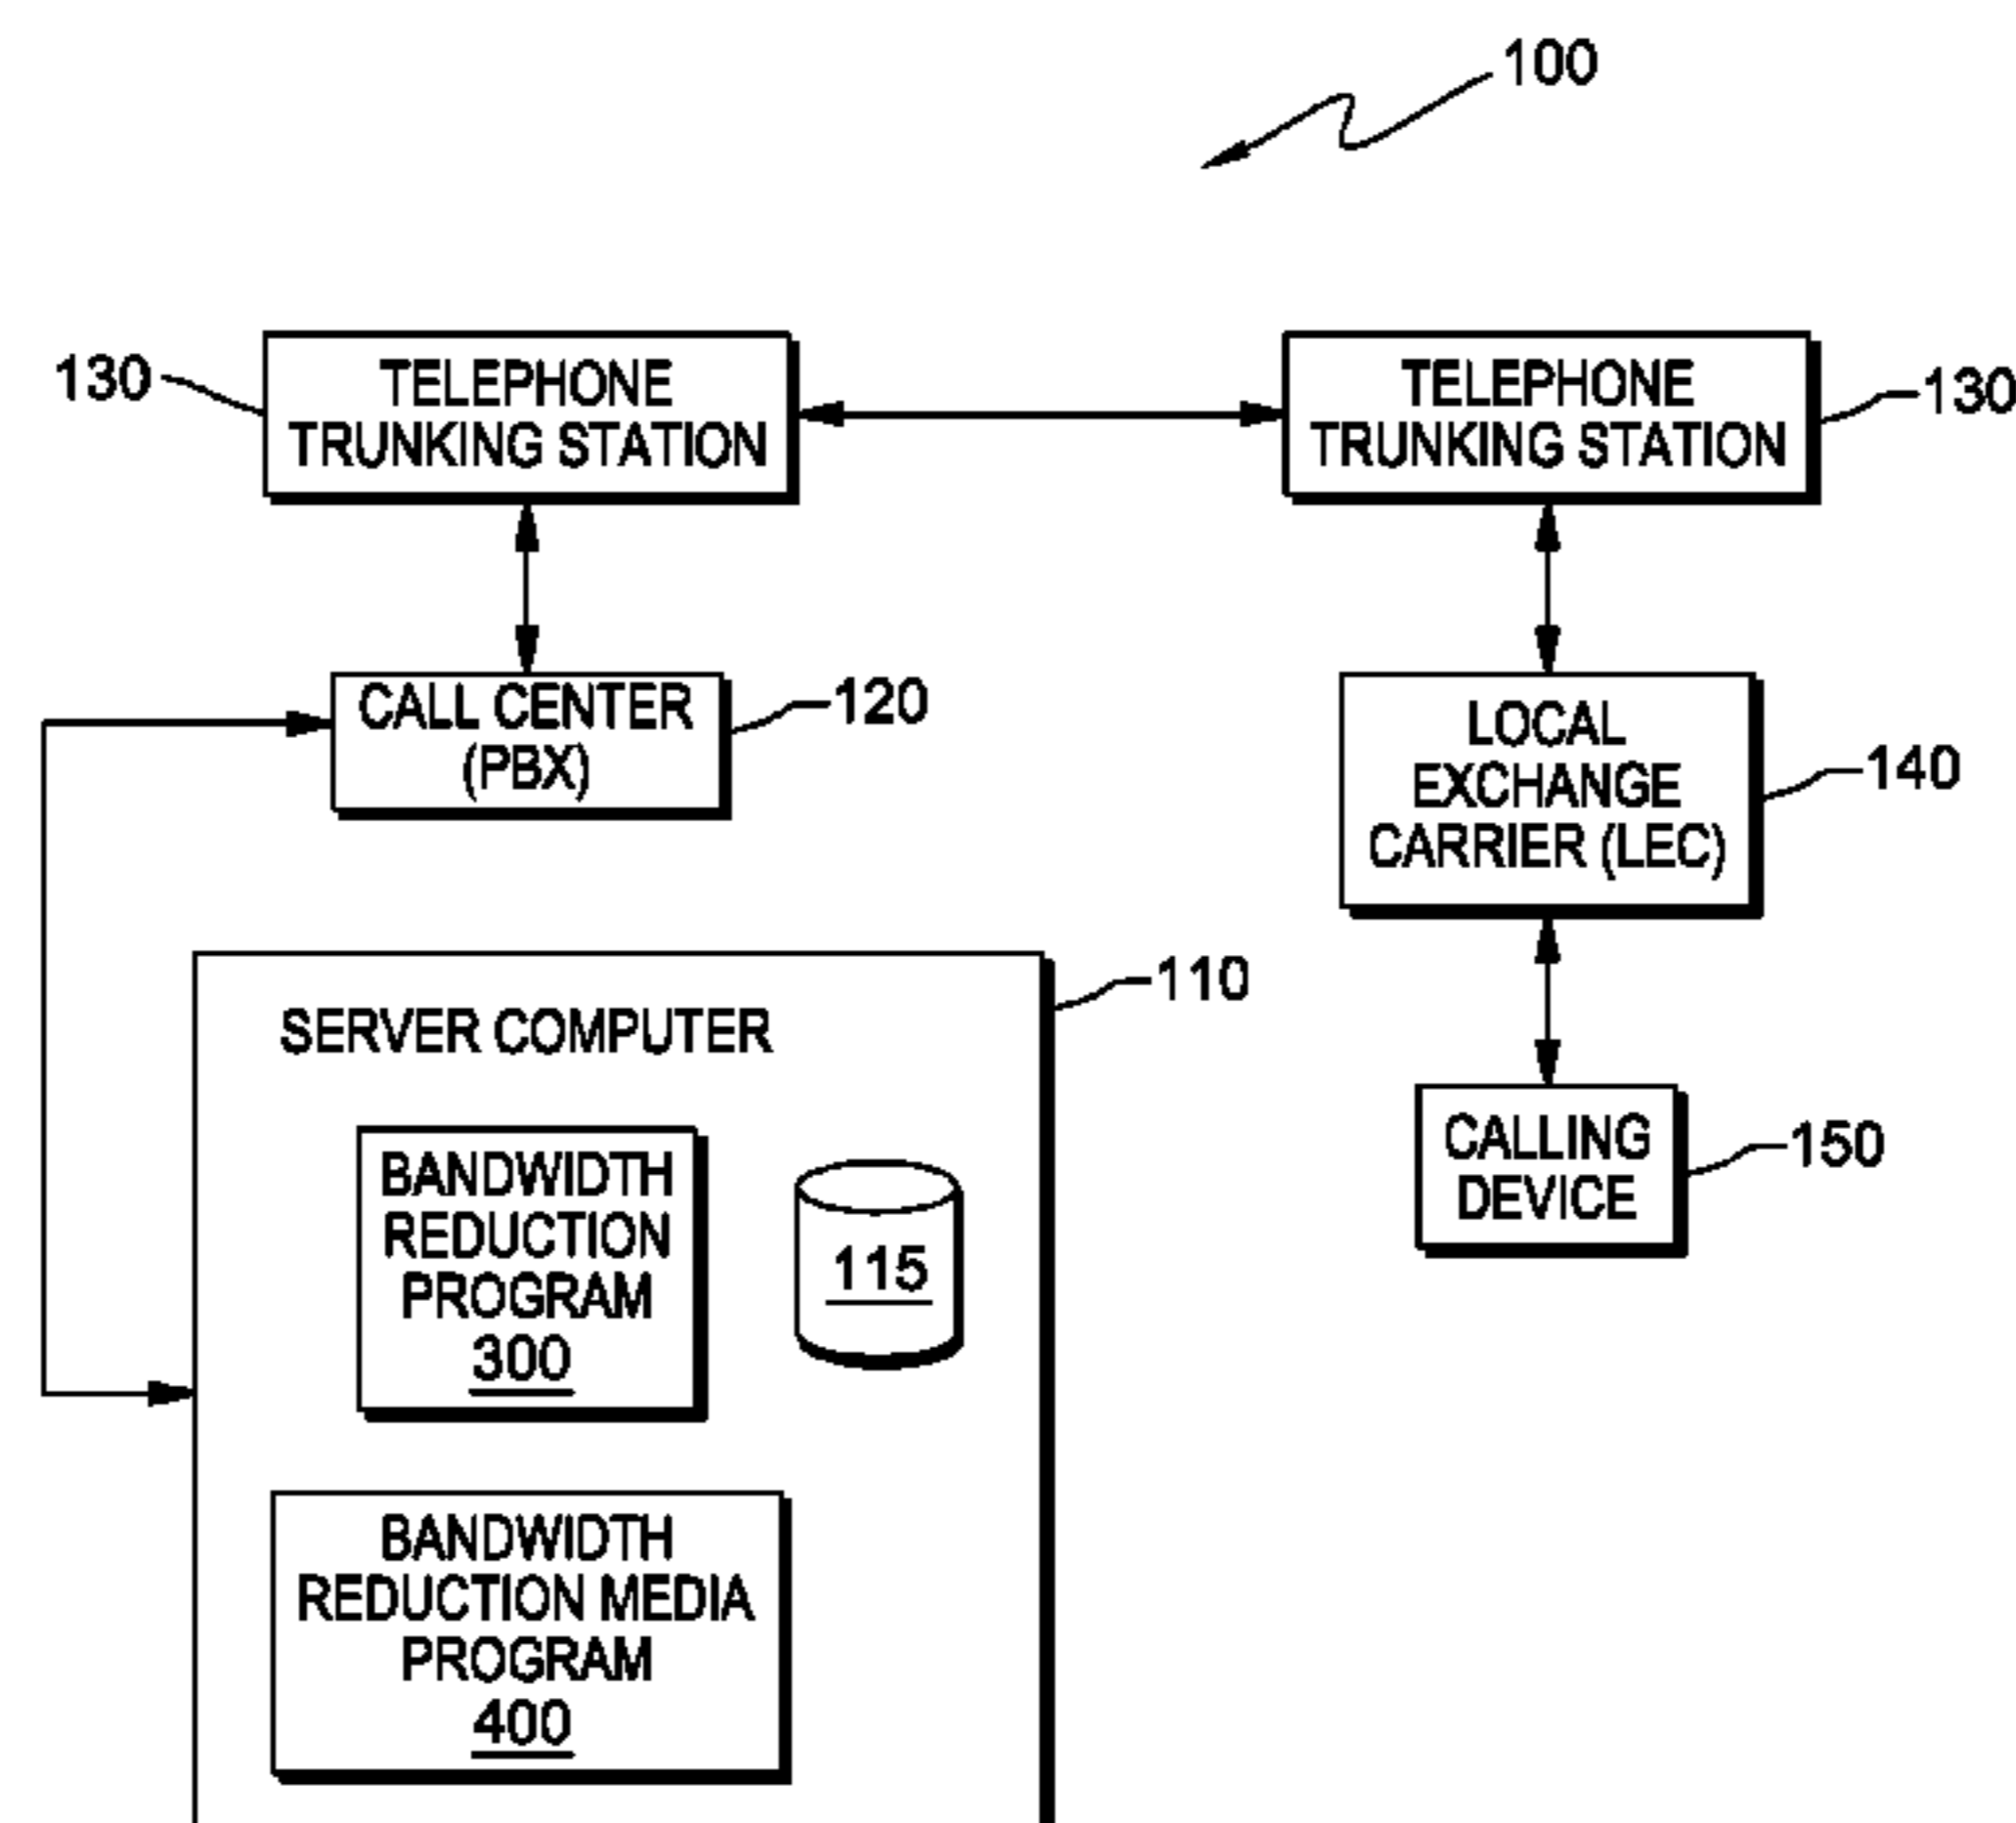 100
130
TELEPHONE
TRUNKING STATION
TELEPHONE
TRUNKING STATION
130
CALL CENTER
(PBX)
120
LOCAL
EXCHANGE
CARRIER (LEC)
140
SERVER COMPUTER
110
BANDWIDTH
REDUCTION
PROGRAM
300
115
CALLING
DEVICE
150
BANDWIDTH
REDUCTION MEDIA
PROGRAM
400